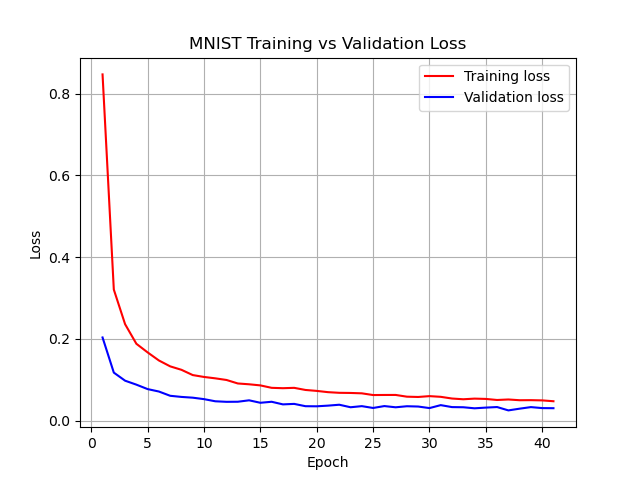 MNIST Training vs Validation Loss
Training loss
Validation loss
0.8
0.6
0.4
0.2
0.0
Loss
0 5 10 15 20 25 30 35 40
Epoch